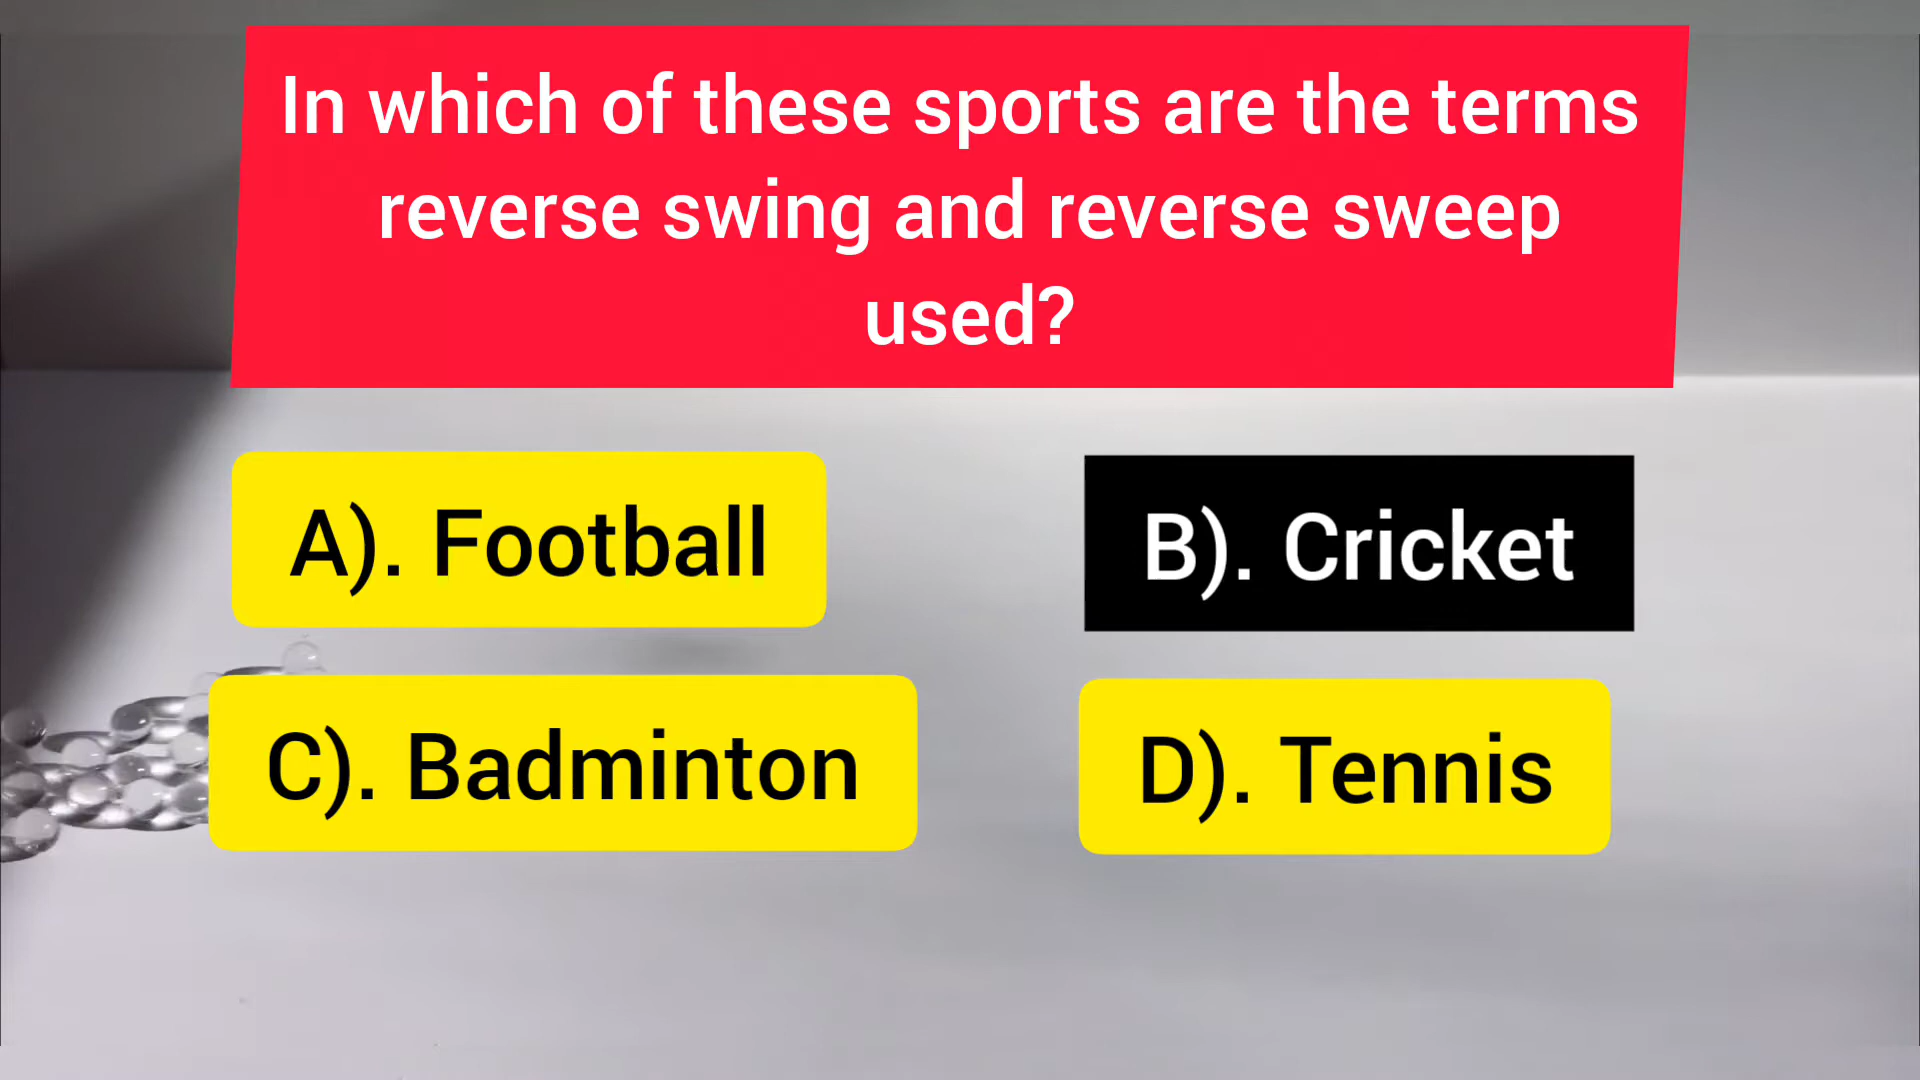 In which of these sports are the terms
reverse swing and reverse sweep
used?
A). Football
B). Cricket
C). Badminton
D). Tennis